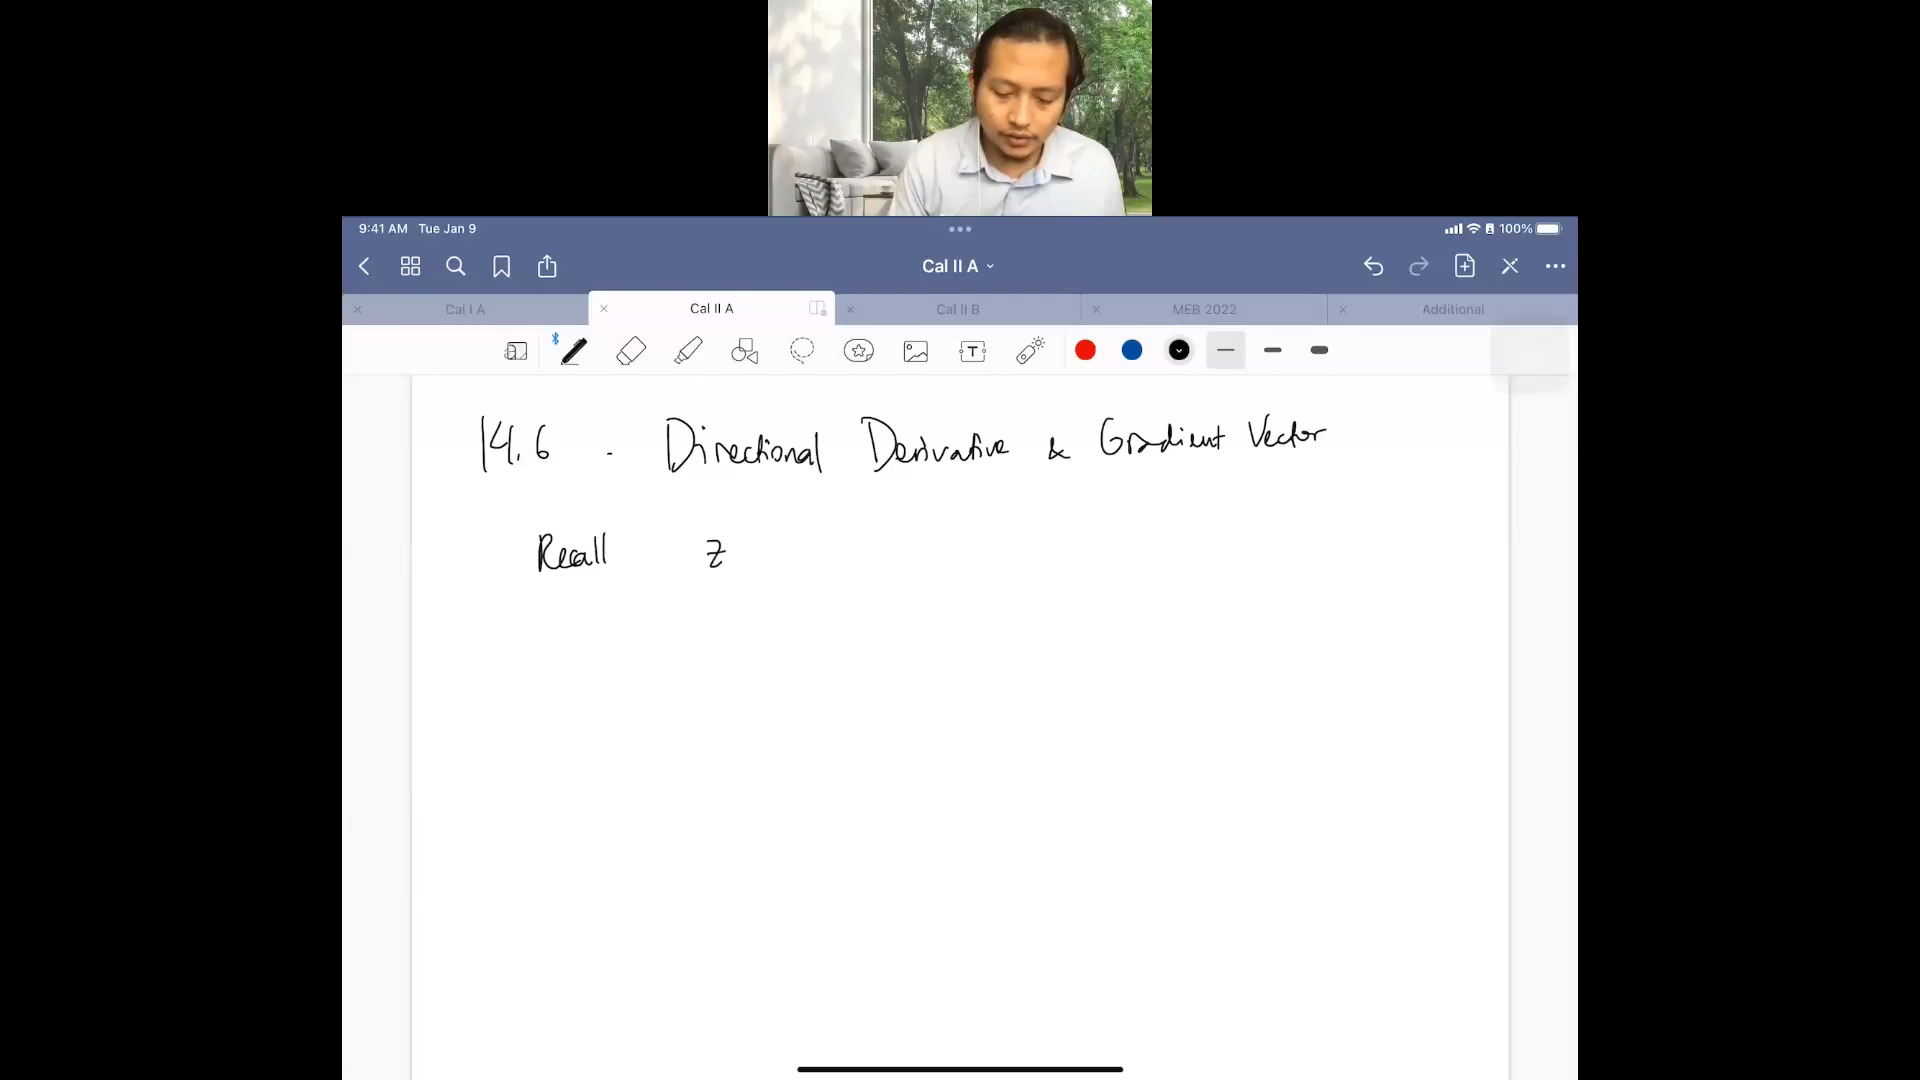 9:41 AM Tue Jan 9
100%
Cal II A
Cal I A
Cal II A
Cal II B
MEB 2022
Additional
T
14.6 . Directional Derivative & Gradient Vector
Recall z